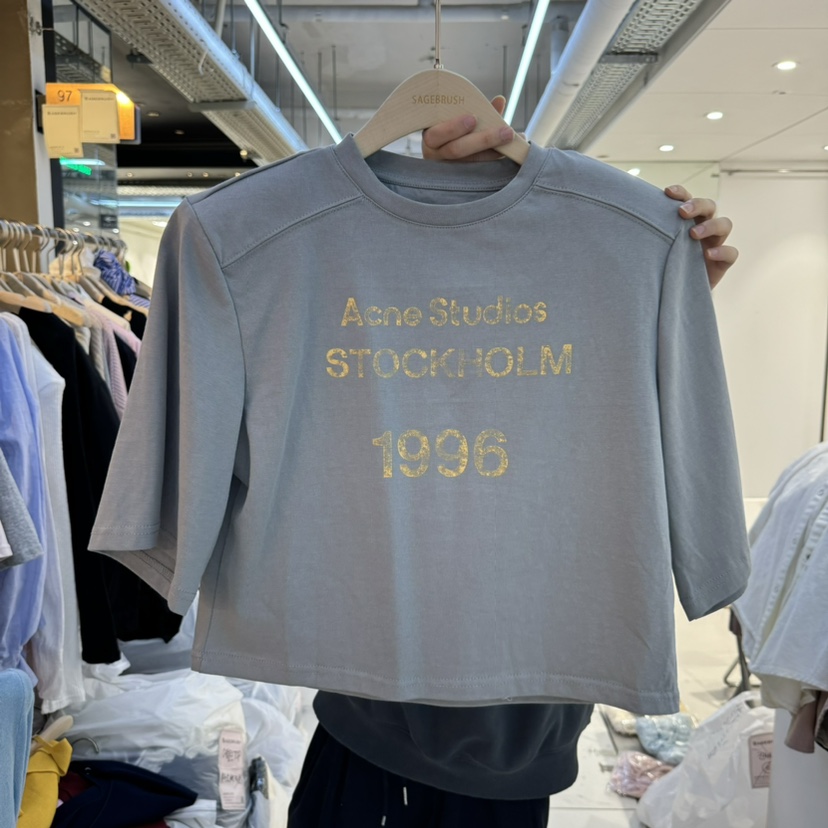 97
SAGEBRUSH
Acne Studios
STOCKHOLM
1996